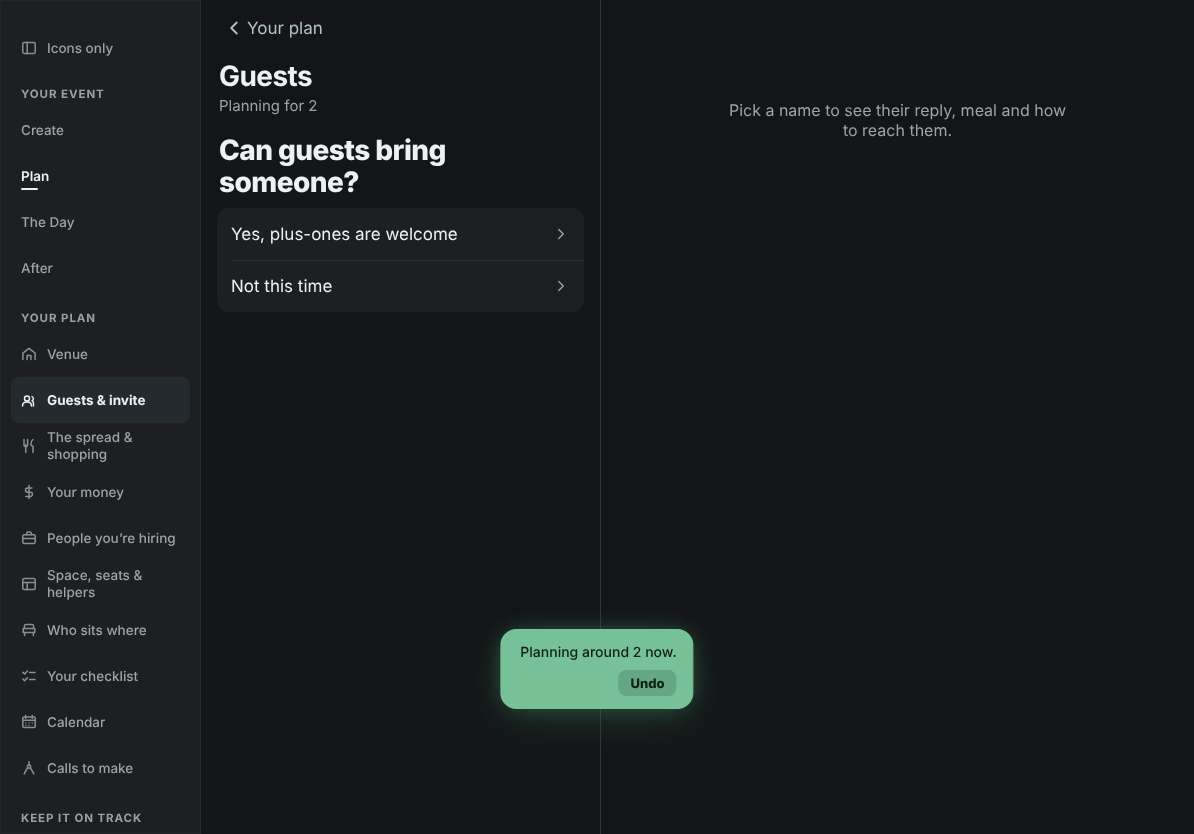 Icons only
YOUR EVENT
Create
Plan
The Day
After
YOUR PLAN
Venue
Guests & invite
The spread &
shopping
Your money
People you’re hiring
Space, seats &
helpers
Who sits where
Your checklist
Calendar
Calls to make
KEEP IT ON TRACK
Your plan
Guests
Planning for 2
Can guests bring
someone?
Yes, plus-ones are welcome
Not this time
Pick a name to see their reply, meal and how
to reach them.
Planning around 2 now.
Undo